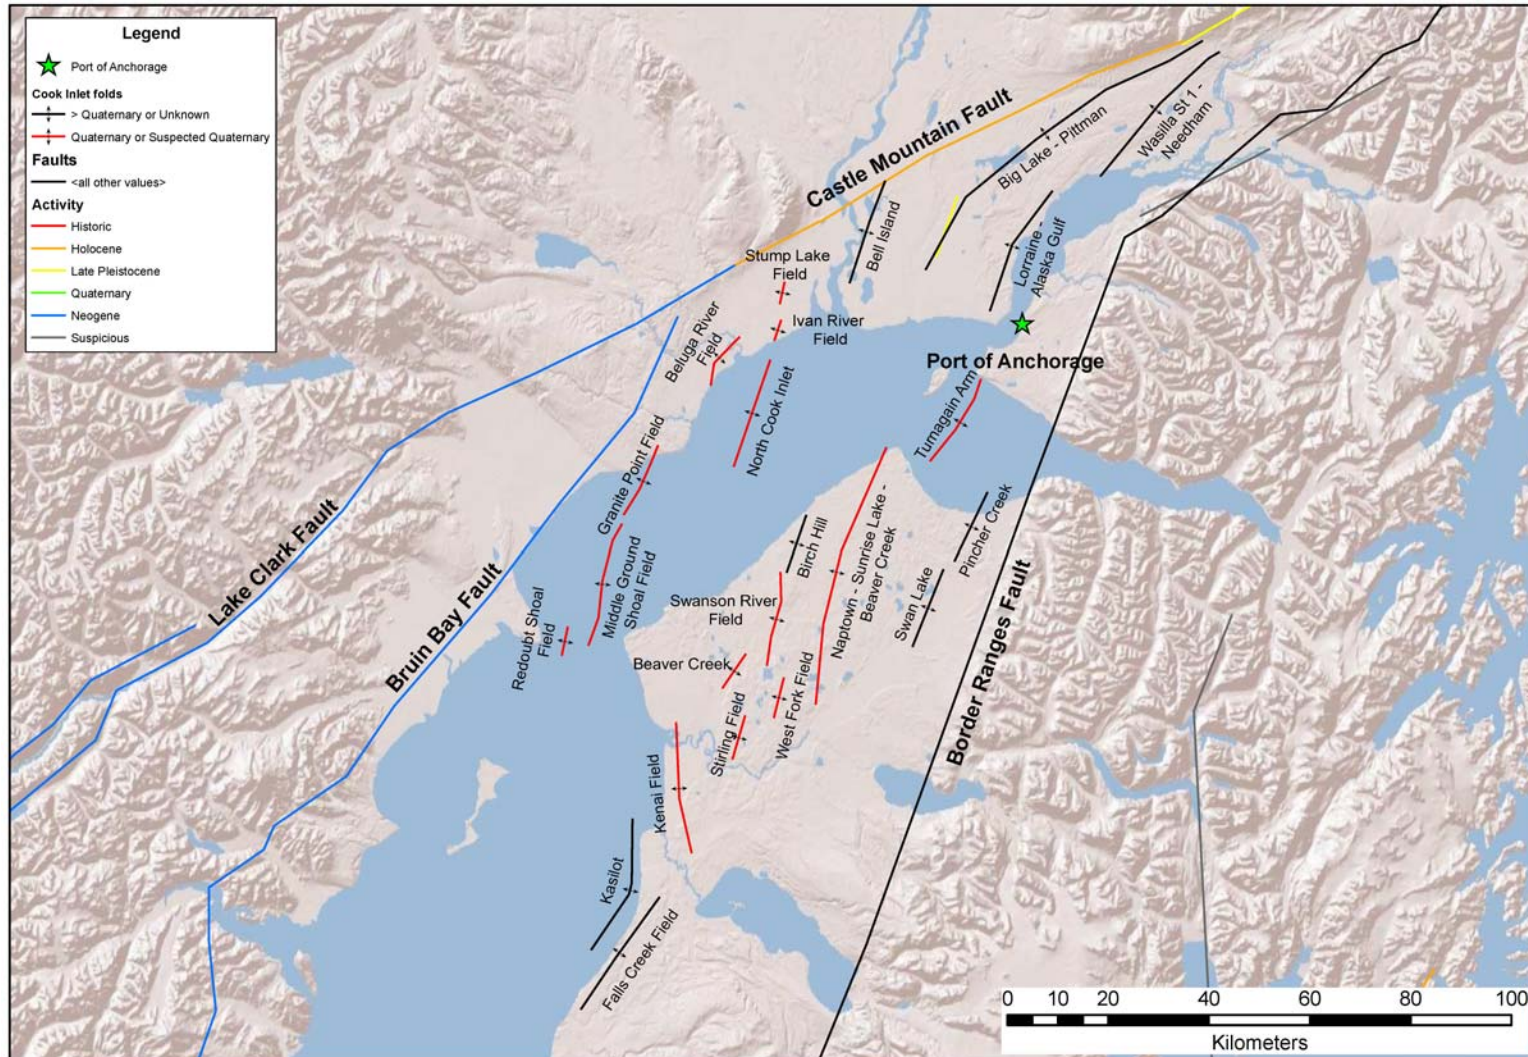 Legend
Port of Anchorage
Cook Inlet folds
> Quaternary or Unknown
Quaternary or Suspected Quaternary
Faults
<all other values>
Activity
Historic
Holocene
Late Pleistocene
Quaternary
Neogene
Suspicious
Castle Mountain Fault
Big Lake - Pittman
Wasilla St 1 -
Needham
Bell Island
Lorraine -
Alaska Gulf
Stump Lake
Field
Ivan River
Field
Beluga River
Field
North Cook Inlet
Port of Anchorage
Turnagain Arm
Granite Point Field
Middle Ground
Shoal Field
Redoubt Shoal
Field
Lake Clark Fault
Bruin Bay Fault
Birch Hill
Naptown - Sunrise Lake -
Beaver Creek
Swan Lake
Pincher Creek
Swanson River
Field
Beaver Creek
West Fork Field
Stirling Field
Kenai Field
Border Ranges Fault
Kasilot
Falls Creek Field
0 10 20 40 60 80 100
Kilometers